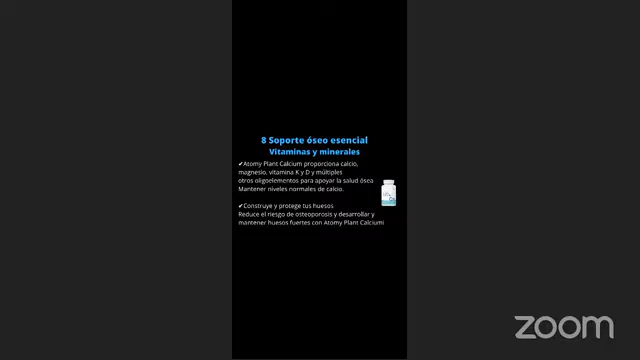 8 Soporte óseo esencial
Vitaminas y minerales
✔Atomy Plant Calcium proporciona calcio,
magnesio, vitamina K y D y múltiples
otros oligoelementos para apoyar la salud ósea
Mantener niveles normales de calcio.
✔Construye y protege tus huesos
Reduce el riesgo de osteoporosis y desarrollar y
mantener huesos fuertes con Atomy Plant Calcium!
zoom